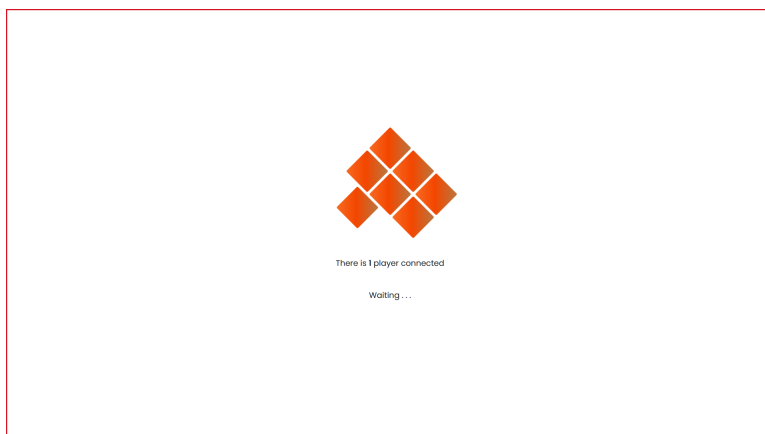 There is 1 player connected
Waiting . . .